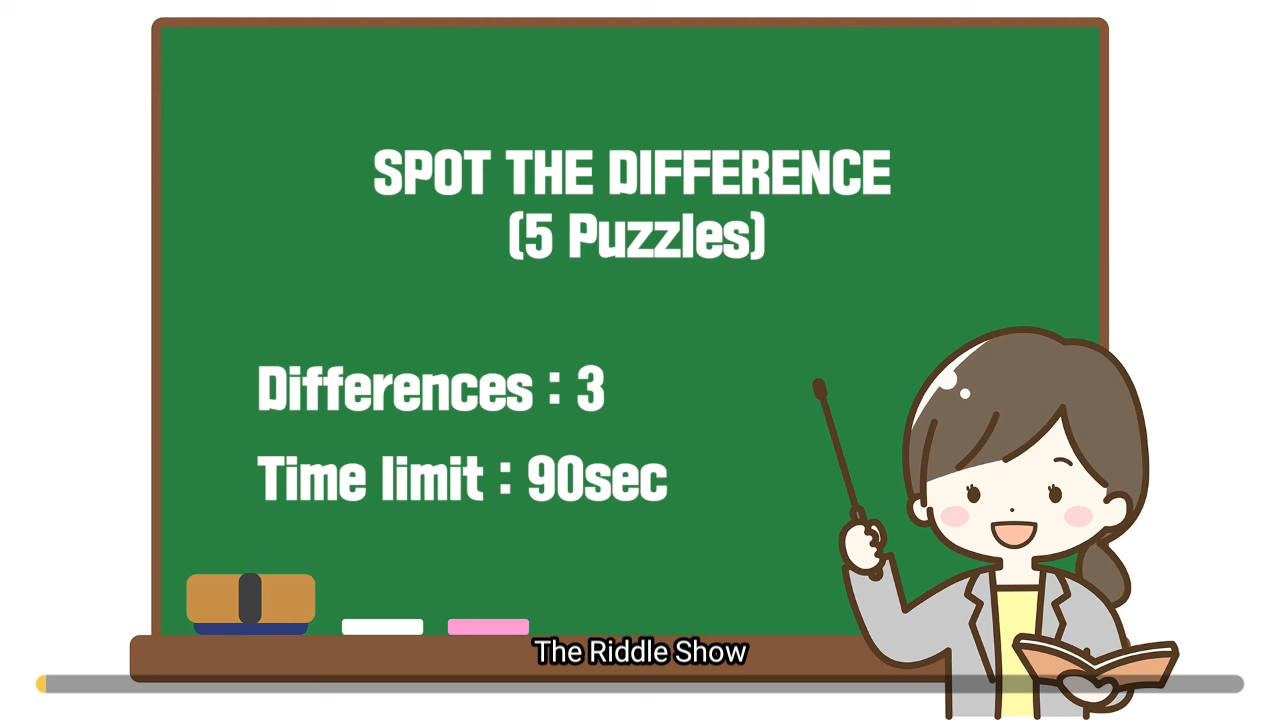 SPOT THE DIFFERENCE
(5 Puzzles)
Differences : 3
Time limit : 90sec
The Riddle Show